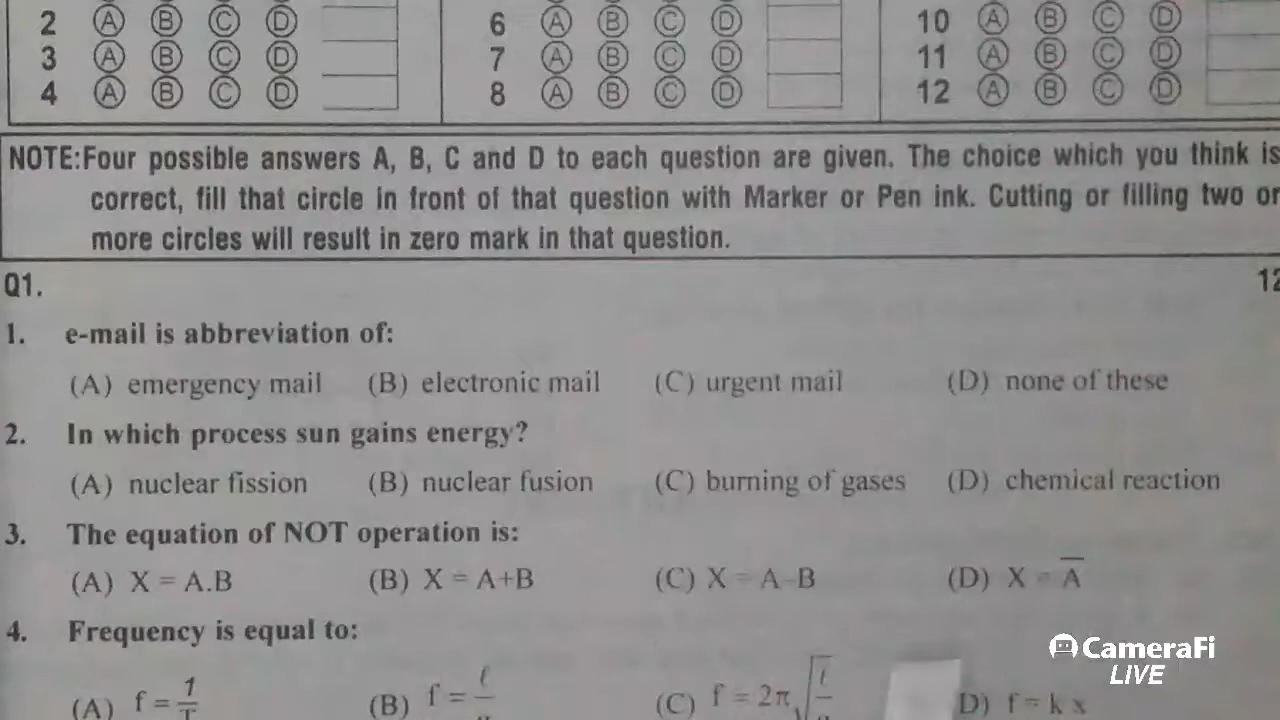 2 Ⓐ Ⓑ Ⓒ Ⓓ 6 Ⓐ Ⓑ Ⓒ Ⓓ 10 Ⓐ Ⓑ Ⓒ Ⓓ
3 Ⓐ Ⓑ Ⓒ Ⓓ 7 Ⓐ Ⓑ Ⓒ Ⓓ 11 Ⓐ Ⓑ Ⓒ Ⓓ
4 Ⓐ Ⓑ Ⓒ Ⓓ 8 Ⓐ Ⓑ Ⓒ Ⓓ 12 Ⓐ Ⓑ Ⓒ Ⓓ
NOTE:Four possible answers A, B, C and D to each question are given. The choice which you think is
correct, fill that circle in front of that question with Marker or Pen ink. Cutting or filling two or
more circles will result in zero mark in that question.
Q1. 12
1. e-mail is abbreviation of:
(A) emergency mail (B) electronic mail (C) urgent mail (D) none of these
2. In which process sun gains energy?
(A) nuclear fission (B) nuclear fusion (C) burning of gases (D) chemical reaction
3. The equation of NOT operation is:
(A) X = A.B (B) X = A+B (C) X = A-B (D) X = A̅
4. Frequency is equal to:
(A) f = 1/T (B) f = (C) f = 2π√ D) f = k x
CameraFi
LIVE